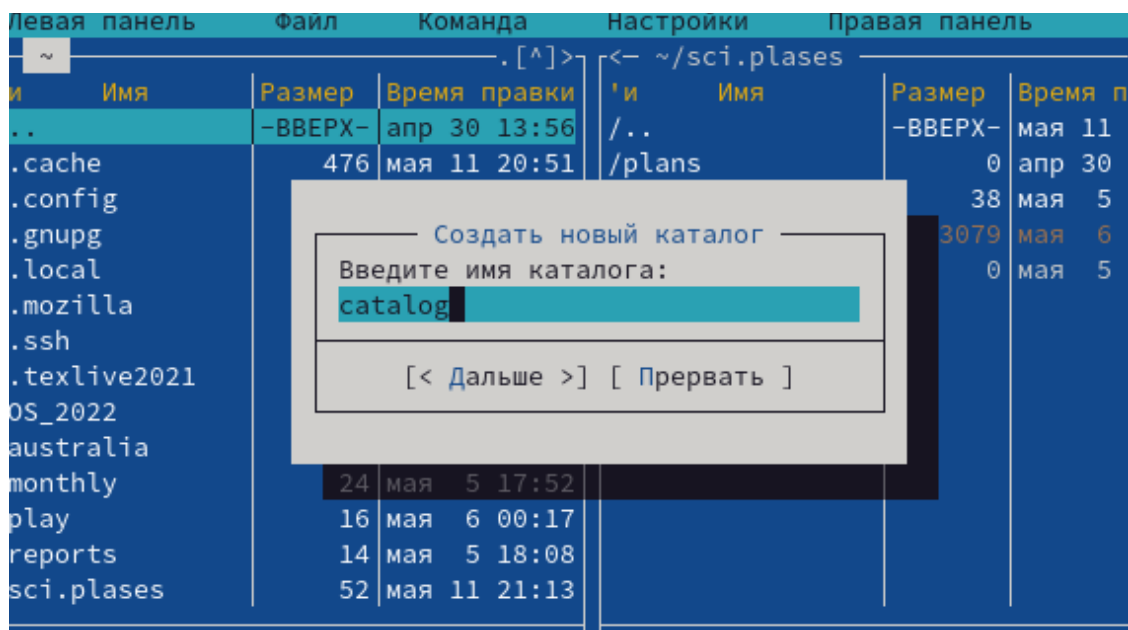 Левая панель Файл Команда Настройки Правая панель
~ .[^]> <— ~/sci.plases
и Имя Размер Время правки 'и Имя Размер
.. -ВВЕРХ- апр 30 13:56 /.. -ВВЕРХ- мая 11
.cache 476 мая 11 20:51 /plans 0 апр 30
.config 38 мая 5
.gnupg Создать новый каталог 3079 мая 6
.local Введите имя каталога: 0 мая 5
.mozilla catalog
.ssh
.texlive2021 [< Дальше >] [ Прервать ]
OS_2022
australia
monthly 24 мая 5 17:52
play 16 мая 6 00:17
reports 14 мая 5 18:08
sci.plases 52 мая 11 21:13